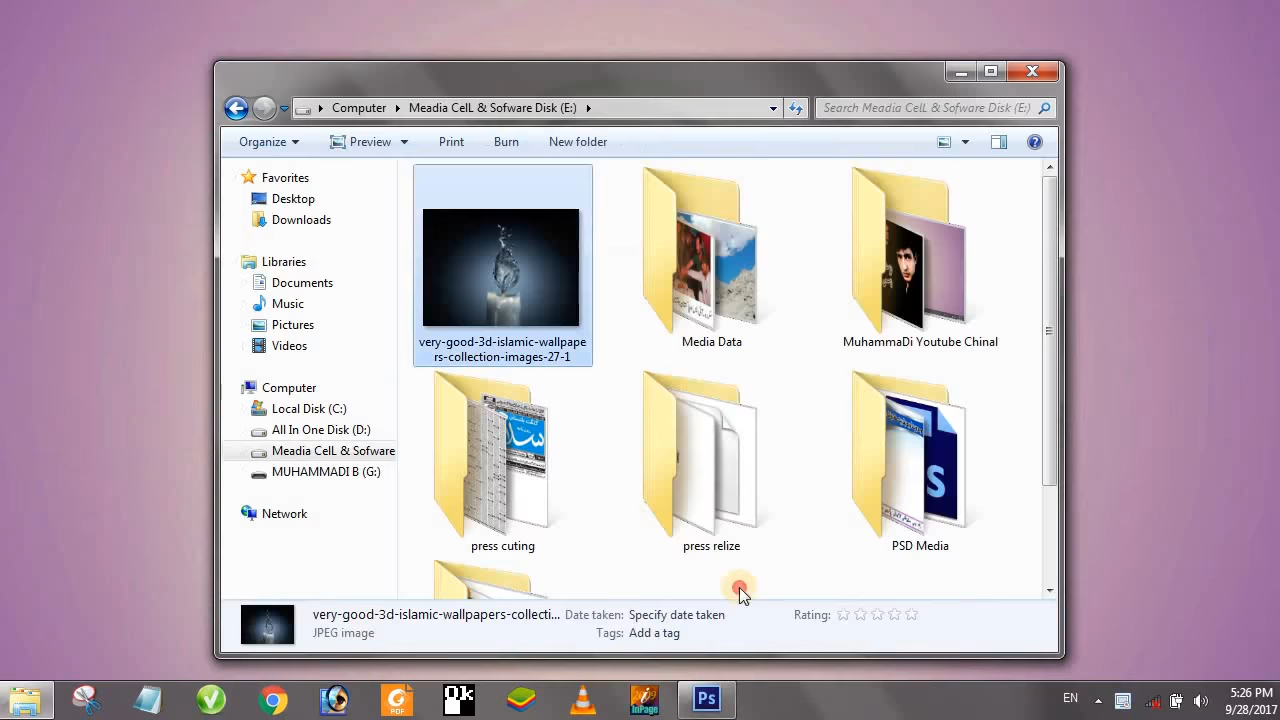 Computer
Meadia CelL & Sofware Disk (E:)
Search Meadia CelL & Sofware Disk (E:)
Organize
Preview
Print
Burn
New folder
Favorites
Desktop
Downloads
Libraries
Documents
Music
Pictures
Videos
Computer
Local Disk (C:)
All In One Disk (D:)
Meadia CelL & Sofware
MUHAMMADI B (G:)
Network
very-good-3d-islamic-wallpape
rs-collection-images-27-1
Media Data
MuhammaDi Youtube Chinal
press cuting
press relize
PSD Media
very-good-3d-islamic-wallpapers-collecti...
JPEG image
Date taken: Specify date taken
Tags: Add a tag
Rating:
PDF
Ok
InPage
Ps
EN
5:26 PM
9/28/2017